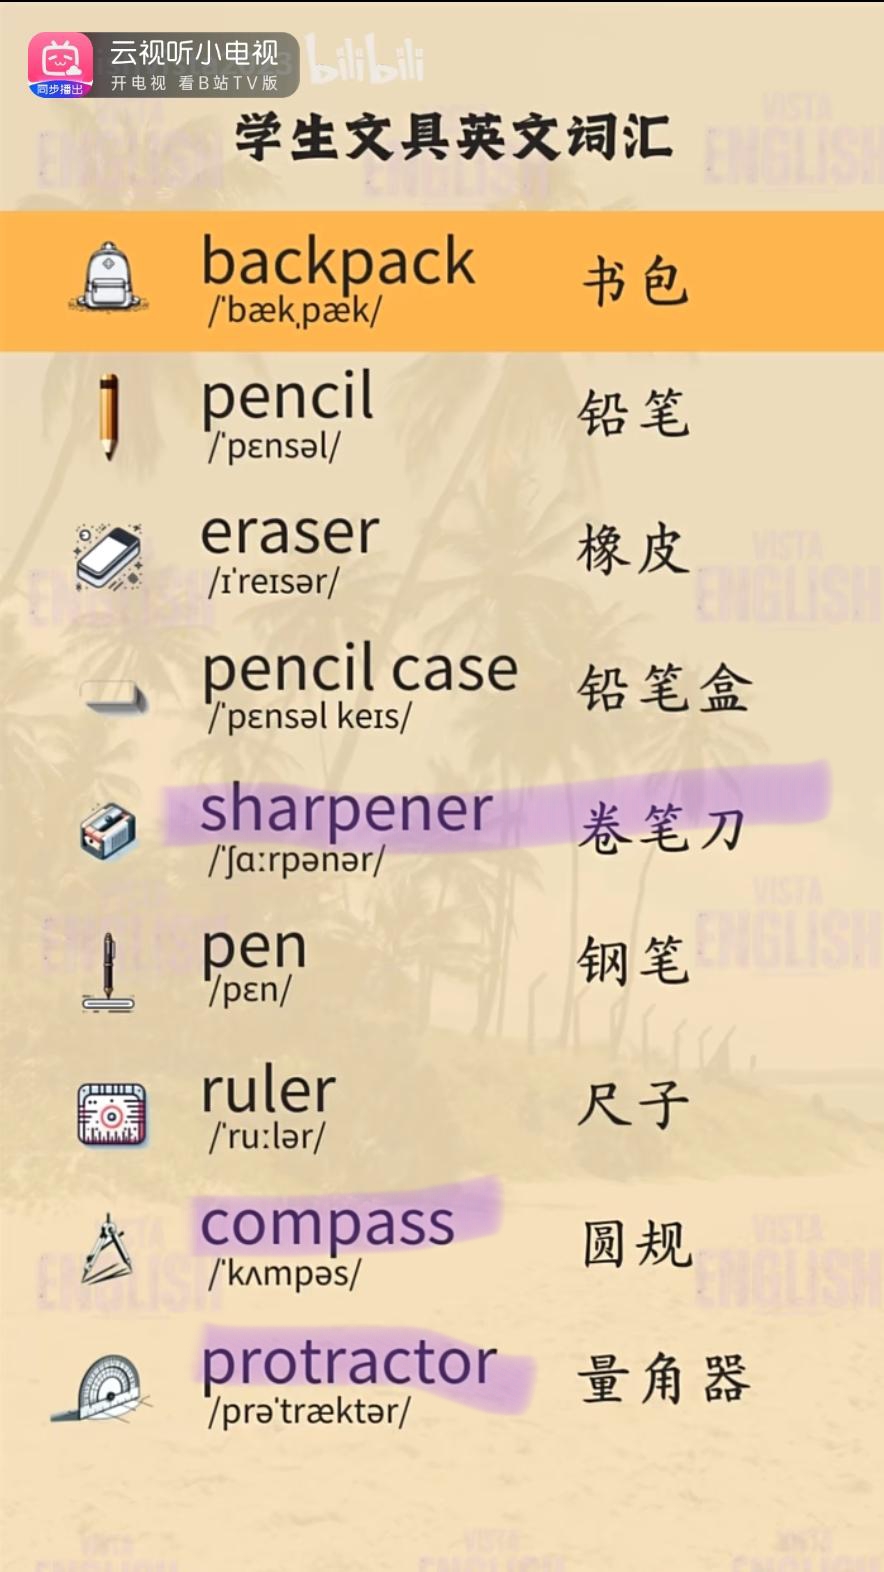 云视听小电视
开电视 看B站TV版
同步播出
bilibili
学生文具英文词汇
backpack 书包
/ˈbækˌpæk/
pencil 铅笔
/ˈpɛnsəl/
eraser 橡皮
/ɪˈreɪsər/
pencil case 铅笔盒
/ˈpɛnsəl keɪs/
sharpener 卷笔刀
/ˈʃɑːrpənər/
pen 钢笔
/pɛn/
ruler 尺子
/ˈruːlər/
compass 圆规
/ˈkʌmpəs/
protractor 量角器
/prəˈtræktər/
VISTA
ENGLISH